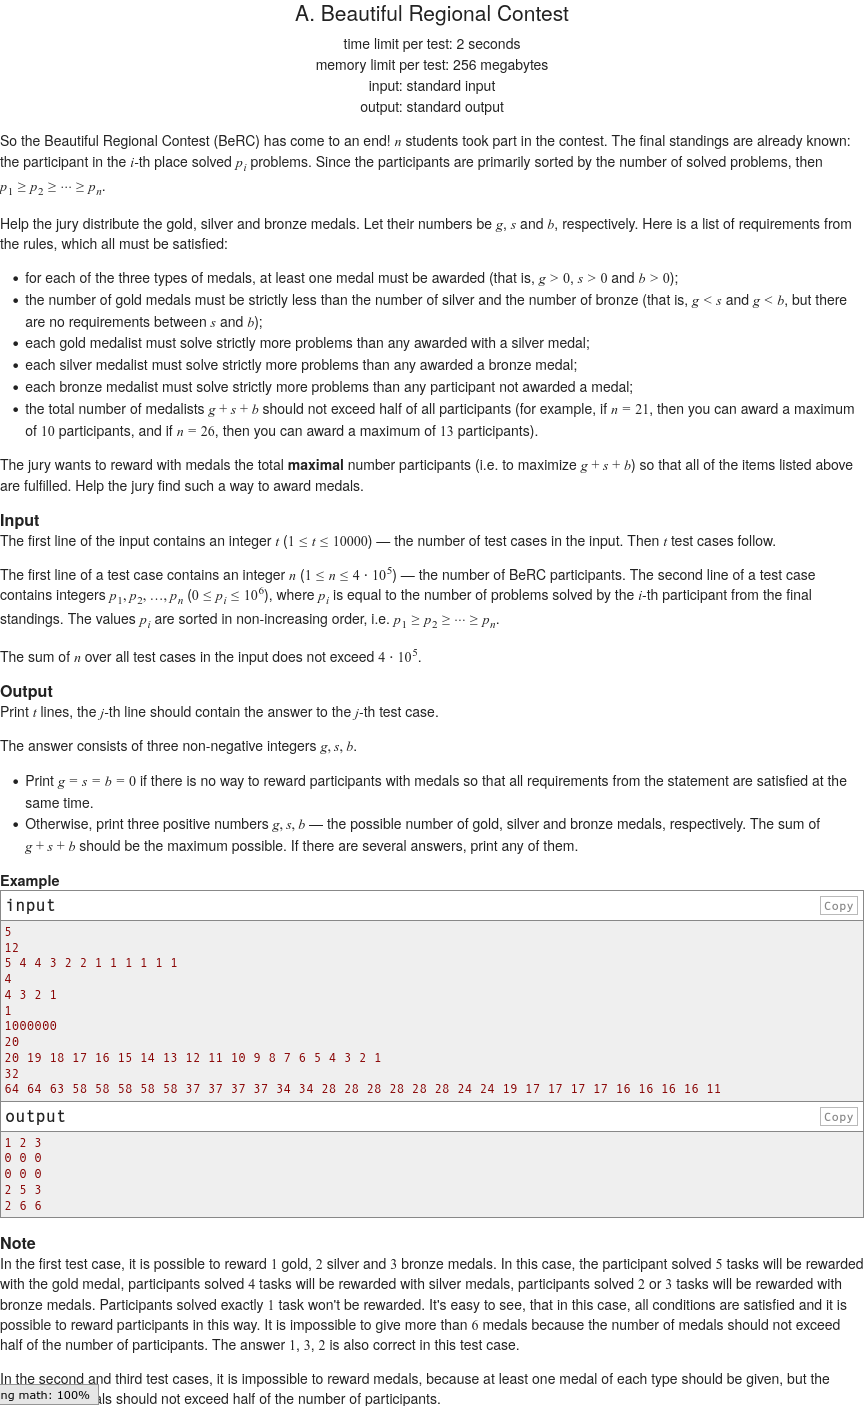 A. Beautiful Regional Contest
time limit per test: 2 seconds
memory limit per test: 256 megabytes
input: standard input
output: standard output
So the Beautiful Regional Contest (BeRC) has come to an end! n students took part in the contest. The final standings are already known:
the participant in the i-th place solved p_i problems. Since the participants are primarily sorted by the number of solved problems, then
p_1 ≥ p_2 ≥ ⋯ ≥ p_n.
Help the jury distribute the gold, silver and bronze medals. Let their numbers be g, s and b, respectively. Here is a list of requirements from
the rules, which all must be satisfied:
• for each of the three types of medals, at least one medal must be awarded (that is, g > 0, s > 0 and b > 0);
• the number of gold medals must be strictly less than the number of silver and the number of bronze (that is, g < s and g < b, but there
are no requirements between s and b);
• each gold medalist must solve strictly more problems than any awarded with a silver medal;
• each silver medalist must solve strictly more problems than any awarded a bronze medal;
• each bronze medalist must solve strictly more problems than any participant not awarded a medal;
• the total number of medalists g + s + b should not exceed half of all participants (for example, if n = 21, then you can award a maximum
of 10 participants, and if n = 26, then you can award a maximum of 13 participants).
The jury wants to reward with medals the total maximal number participants (i.e. to maximize g + s + b) so that all of the items listed above
are fulfilled. Help the jury find such a way to award medals.
Input
The first line of the input contains an integer t (1 ≤ t ≤ 10000) — the number of test cases in the input. Then t test cases follow.
The first line of a test case contains an integer n (1 ≤ n ≤ 4 · 10^5) — the number of BeRC participants. The second line of a test case
contains integers p_1, p_2, …, p_n (0 ≤ p_i ≤ 10^6), where p_i is equal to the number of problems solved by the i-th participant from the final
standings. The values p_i are sorted in non-increasing order, i.e. p_1 ≥ p_2 ≥ ⋯ ≥ p_n.
The sum of n over all test cases in the input does not exceed 4 · 10^5.
Output
Print t lines, the j-th line should contain the answer to the j-th test case.
The answer consists of three non-negative integers g, s, b.
• Print g = s = b = 0 if there is no way to reward participants with medals so that all requirements from the statement are satisfied at the
same time.
• Otherwise, print three positive numbers g, s, b — the possible number of gold, silver and bronze medals, respectively. The sum of
g + s + b should be the maximum possible. If there are several answers, print any of them.
Example
input Copy
5
12
5 4 4 3 2 2 1 1 1 1 1 1
4
4 3 2 1
1
1000000
20
20 19 18 17 16 15 14 13 12 11 10 9 8 7 6 5 4 3 2 1
32
64 64 63 58 58 58 58 58 37 37 37 37 34 34 28 28 28 28 28 28 24 24 19 17 17 17 17 16 16 16 16 11
output Copy
1 2 3
0 0 0
0 0 0
2 5 3
2 6 6
Note
In the first test case, it is possible to reward 1 gold, 2 silver and 3 bronze medals. In this case, the participant solved 5 tasks will be rewarded
with the gold medal, participants solved 4 tasks will be rewarded with silver medals, participants solved 2 or 3 tasks will be rewarded with
bronze medals. Participants solved exactly 1 task won't be rewarded. It's easy to see, that in this case, all conditions are satisfied and it is
possible to reward participants in this way. It is impossible to give more than 6 medals because the number of medals should not exceed
half of the number of participants. The answer 1, 3, 2 is also correct in this test case.
In the second and third test cases, it is impossible to reward medals, because at least one medal of each type should be given, but the
ng math: 100% als should not exceed half of the number of participants.